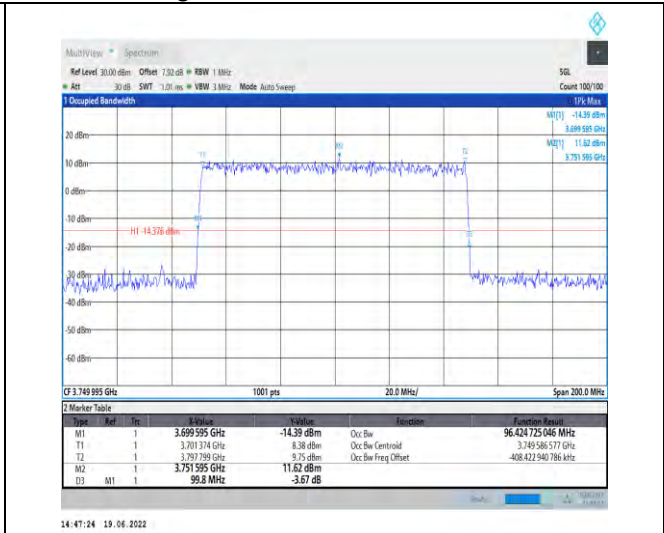 MultiView Spectrum
Ref Level 30.00 dBm Offset 7.92 dB RBW 1 MHz SGL
Att 30 dB SWT 1.01 ms VBW 3 MHz Mode Auto Sweep Count 100/100
1 Occupied Bandwidth 1Pk Max
M1[1] -14.39 dBm
3.699 595 GHz
M2[1] 11.62 dBm
3.751 595 GHz
20 dBm
10 dBm
0 dBm
-10 dBm
H1 -14.376 dBm
-20 dBm
-30 dBm
-40 dBm
-50 dBm
-60 dBm
T1
M2
T2
M1
D3
CF 3.749 995 GHz 1001 pts 20.0 MHz/ Span 200.0 MHz
2 Marker Table
Type Ref Trc X-Value Y-Value Function Function Result
M1 1 3.699 595 GHz -14.39 dBm Occ Bw 96.424 725 046 MHz
T1 1 3.701 374 GHz 8.38 dBm Occ Bw Centroid 3.749 586 577 GHz
T2 1 3.797 799 GHz 9.75 dBm Occ Bw Freq Offset -408.422 940 786 kHz
M2 1 3.751 595 GHz 11.62 dBm
D3 M1 1 99.8 MHz -3.67 dB
14:47:24 19.06.2022